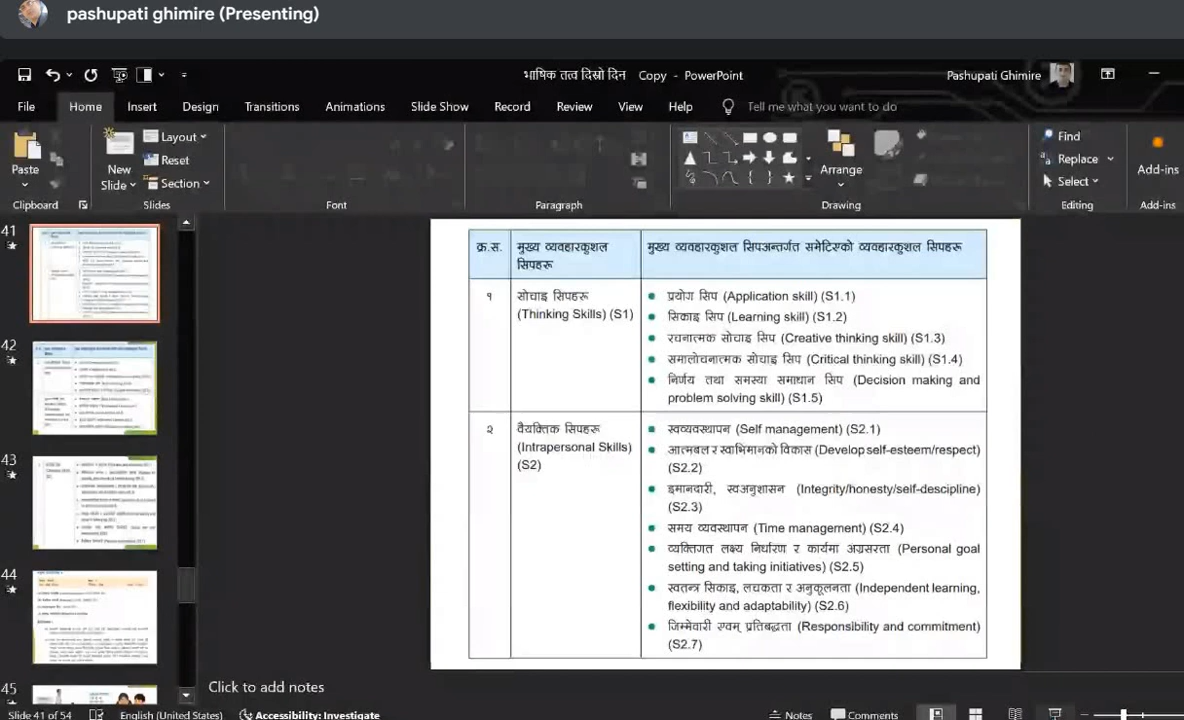 pashupati ghimire (Presenting)
भाषिक तत्व दिस्रो दिन Copy - PowerPoint
Pashupati Ghimire
File Home Insert Design Transitions Animations Slide Show Record Review View Help Tell me what you want to do
Paste
New
Slide
Layout
Reset
Section
Arrange
Find
Replace
Select
Add-ins
Clipboard Slides Font Paragraph Drawing Editing Add-ins
41
42
43
44
45
क्र.स. मुख्य व्यवहारकुशल
सिपहरू
मुख्य व्यवहारकुशल सिपअन्तर्गत समेटिएको व्यवहारकुशल सिपहरू
१ सोचाइ सिपहरू
(Thinking Skills) (S1)
प्रयोग सिप (Application skill) (S1.1)
सिकाइ सिप (Learning skill) (S1.2)
रचनात्मक सोचाइ सिप (Creative thinking skill) (S1.3)
समालोचनात्मक सोचाइ सिप (Critical thinking skill) (S1.4)
निर्णय तथा समस्या समाधान सिप (Decision making and
problem solving skill) (S1.5)
२ वैयक्तिक सिपहरू
(Intrapersonal Skills)
(S2)
स्वव्यवस्थापन (Self management) (S2.1)
आत्मबल र स्वाभिमानको विकास (Develop self-esteem/respect)
(S2.2)
इमानदारी, स्वअनुशासन (Integrity/honesty/self-descipline)
(S2.3)
समय व्यवस्थापन (Time management) (S2.4)
व्यक्तिगत लक्ष्य निर्धारण र कार्यमा अग्रसरता (Personal goal
setting and taking initiatives) (S2.5)
स्वतन्त्र सिकाइ, लचकता र अनुकूलनता (Independent learning,
flexibility and adaptability) (S2.6)
जिम्मेवारी एवम् प्रतिबद्धता (Responsibility and commitment)
(S2.7)
Click to add notes
Slide 41 of 54 English (United States) Accessibility: Investigate Notes Comments